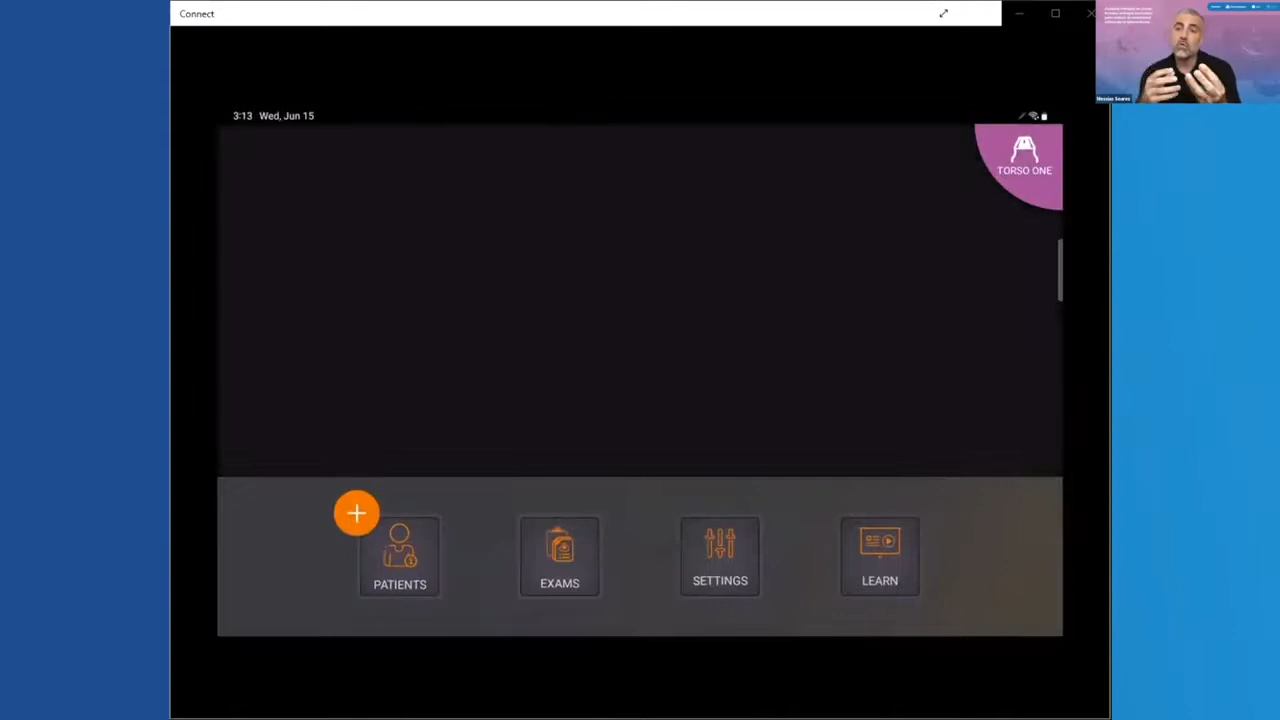 Connect
3:13 Wed, Jun 15
TORSO ONE
PATIENTS
EXAMS
SETTINGS
LEARN